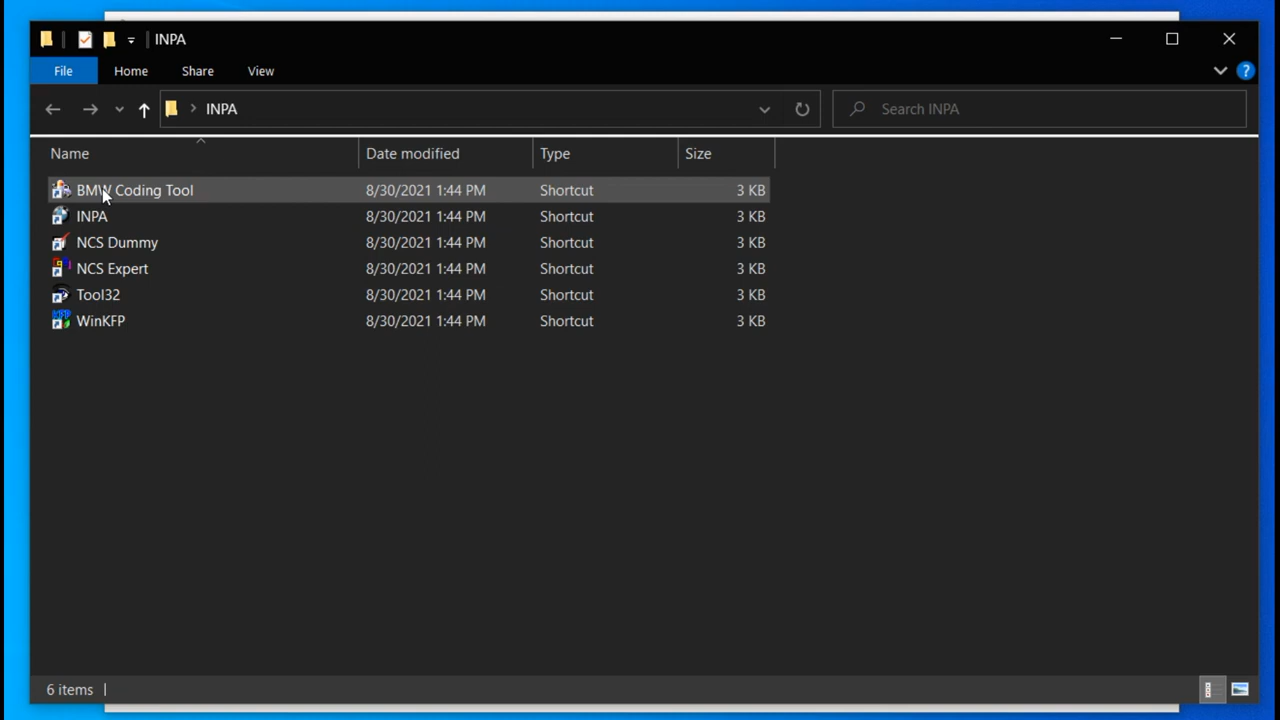 INPA
File Home Share View
INPA Search INPA
Name Date modified Type Size
BMW Coding Tool 8/30/2021 1:44 PM Shortcut 3 KB
INPA 8/30/2021 1:44 PM Shortcut 3 KB
NCS Dummy 8/30/2021 1:44 PM Shortcut 3 KB
NCS Expert 8/30/2021 1:44 PM Shortcut 3 KB
Tool32 8/30/2021 1:44 PM Shortcut 3 KB
WinKFP 8/30/2021 1:44 PM Shortcut 3 KB
6 items